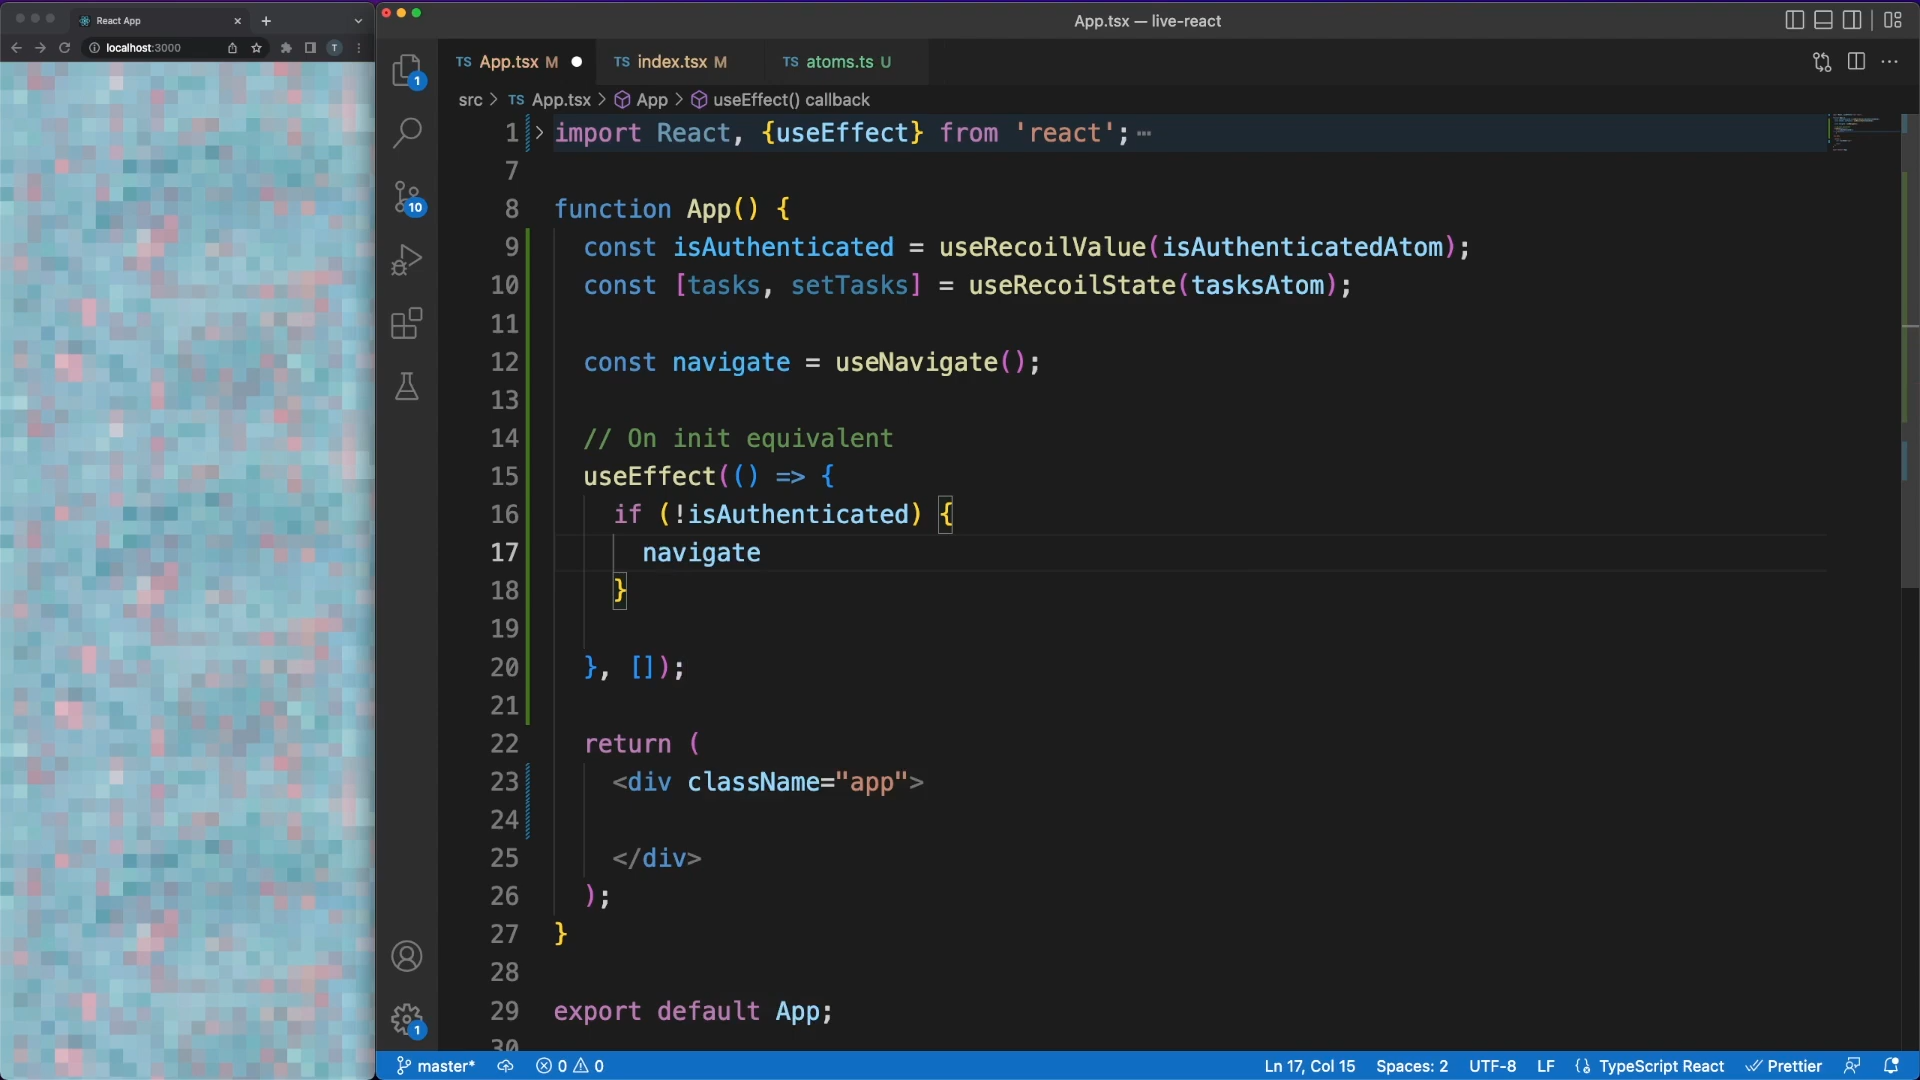 React App
localhost:3000
T
App.tsx — live-react
TS App.tsx M
TS index.tsx M
TS atoms.ts U
src > TS App.tsx > App > useEffect() callback
1 import React, {useEffect} from 'react';
7
8 function App() {
9 const isAuthenticated = useRecoilValue(isAuthenticatedAtom);
10 const [tasks, setTasks] = useRecoilState(tasksAtom);
11
12 const navigate = useNavigate();
13
14 // On init equivalent
15 useEffect(() => {
16 if (!isAuthenticated) {
17 navigate
18 }
19
20 }, []);
21
22 return (
23 <div className="app">
24
25 </div>
26 );
27 }
28
29 export default App;
30
1
10
1
master* 0 0 Ln 17, Col 15 Spaces: 2 UTF-8 LF {} TypeScript React Prettier